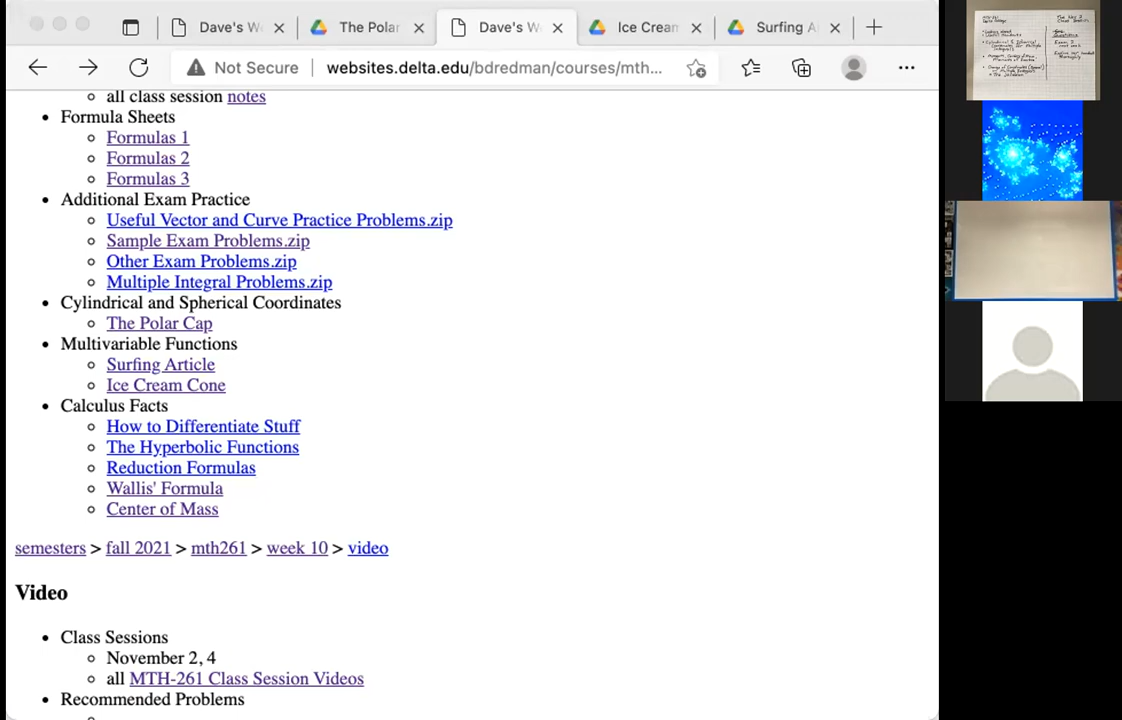 Dave's W
The Polar
Dave's W
Ice Cream
Surfing A
Not Secure
websites.delta.edu/bdredman/courses/mth...
all class session notes
Formula Sheets
Formulas 1
Formulas 2
Formulas 3
Additional Exam Practice
Useful Vector and Curve Practice Problems.zip
Sample Exam Problems.zip
Other Exam Problems.zip
Multiple Integral Problems.zip
Cylindrical and Spherical Coordinates
The Polar Cap
Multivariable Functions
Surfing Article
Ice Cream Cone
Calculus Facts
How to Differentiate Stuff
The Hyperbolic Functions
Reduction Formulas
Wallis' Formula
Center of Mass
semesters > fall 2021 > mth261 > week 10 > video
Video
Class Sessions
November 2, 4
all MTH-261 Class Session Videos
Recommended Problems